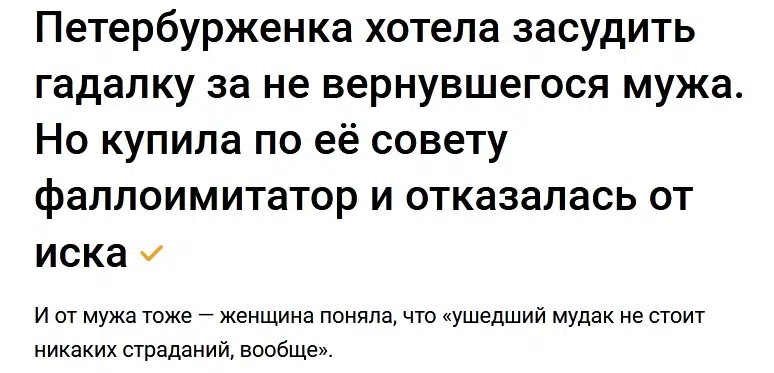 Петербурженка хотела засудить
гадалку за не вернувшегося мужа.
Но купила по её совету
фаллоимитатор и отказалась от
иска
И от мужа тоже — женщина поняла, что «ушедший мудак не стоит
никаких страданий, вообще».